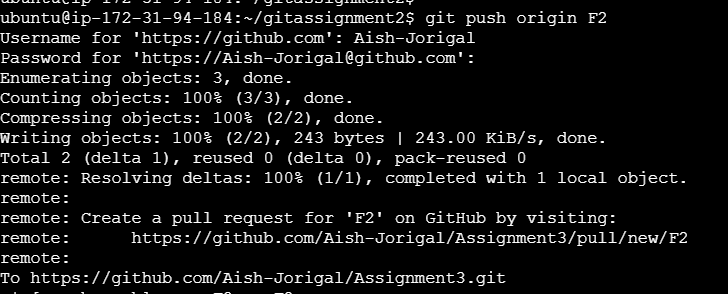 ubuntu@ip-172-31-94-184:~/gitassignment2$ git push origin F2
Username for 'https://github.com': Aish-Jorigal
Password for 'https://Aish-Jorigal@github.com':
Enumerating objects: 3, done.
Counting objects: 100% (3/3), done.
Compressing objects: 100% (2/2), done.
Writing objects: 100% (2/2), 243 bytes | 243.00 KiB/s, done.
Total 2 (delta 1), reused 0 (delta 0), pack-reused 0
remote: Resolving deltas: 100% (1/1), completed with 1 local object.
remote:
remote: Create a pull request for 'F2' on GitHub by visiting:
remote:      https://github.com/Aish-Jorigal/Assignment3/pull/new/F2
remote:
To https://github.com/Aish-Jorigal/Assignment3.git